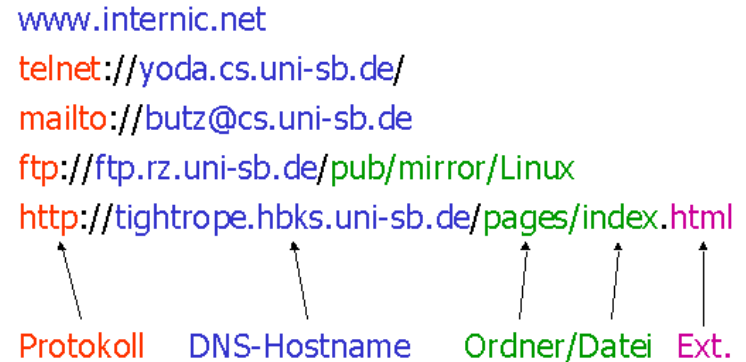 www.internic.net
telnet://yoda.cs.uni-sb.de/
mailto://butz@cs.uni-sb.de
ftp://ftp.rz.uni-sb.de/pub/mirror/Linux
http://tightrope.hbks.uni-sb.de/pages/index.html
Protokoll DNS-Hostname Ordner/Datei Ext.